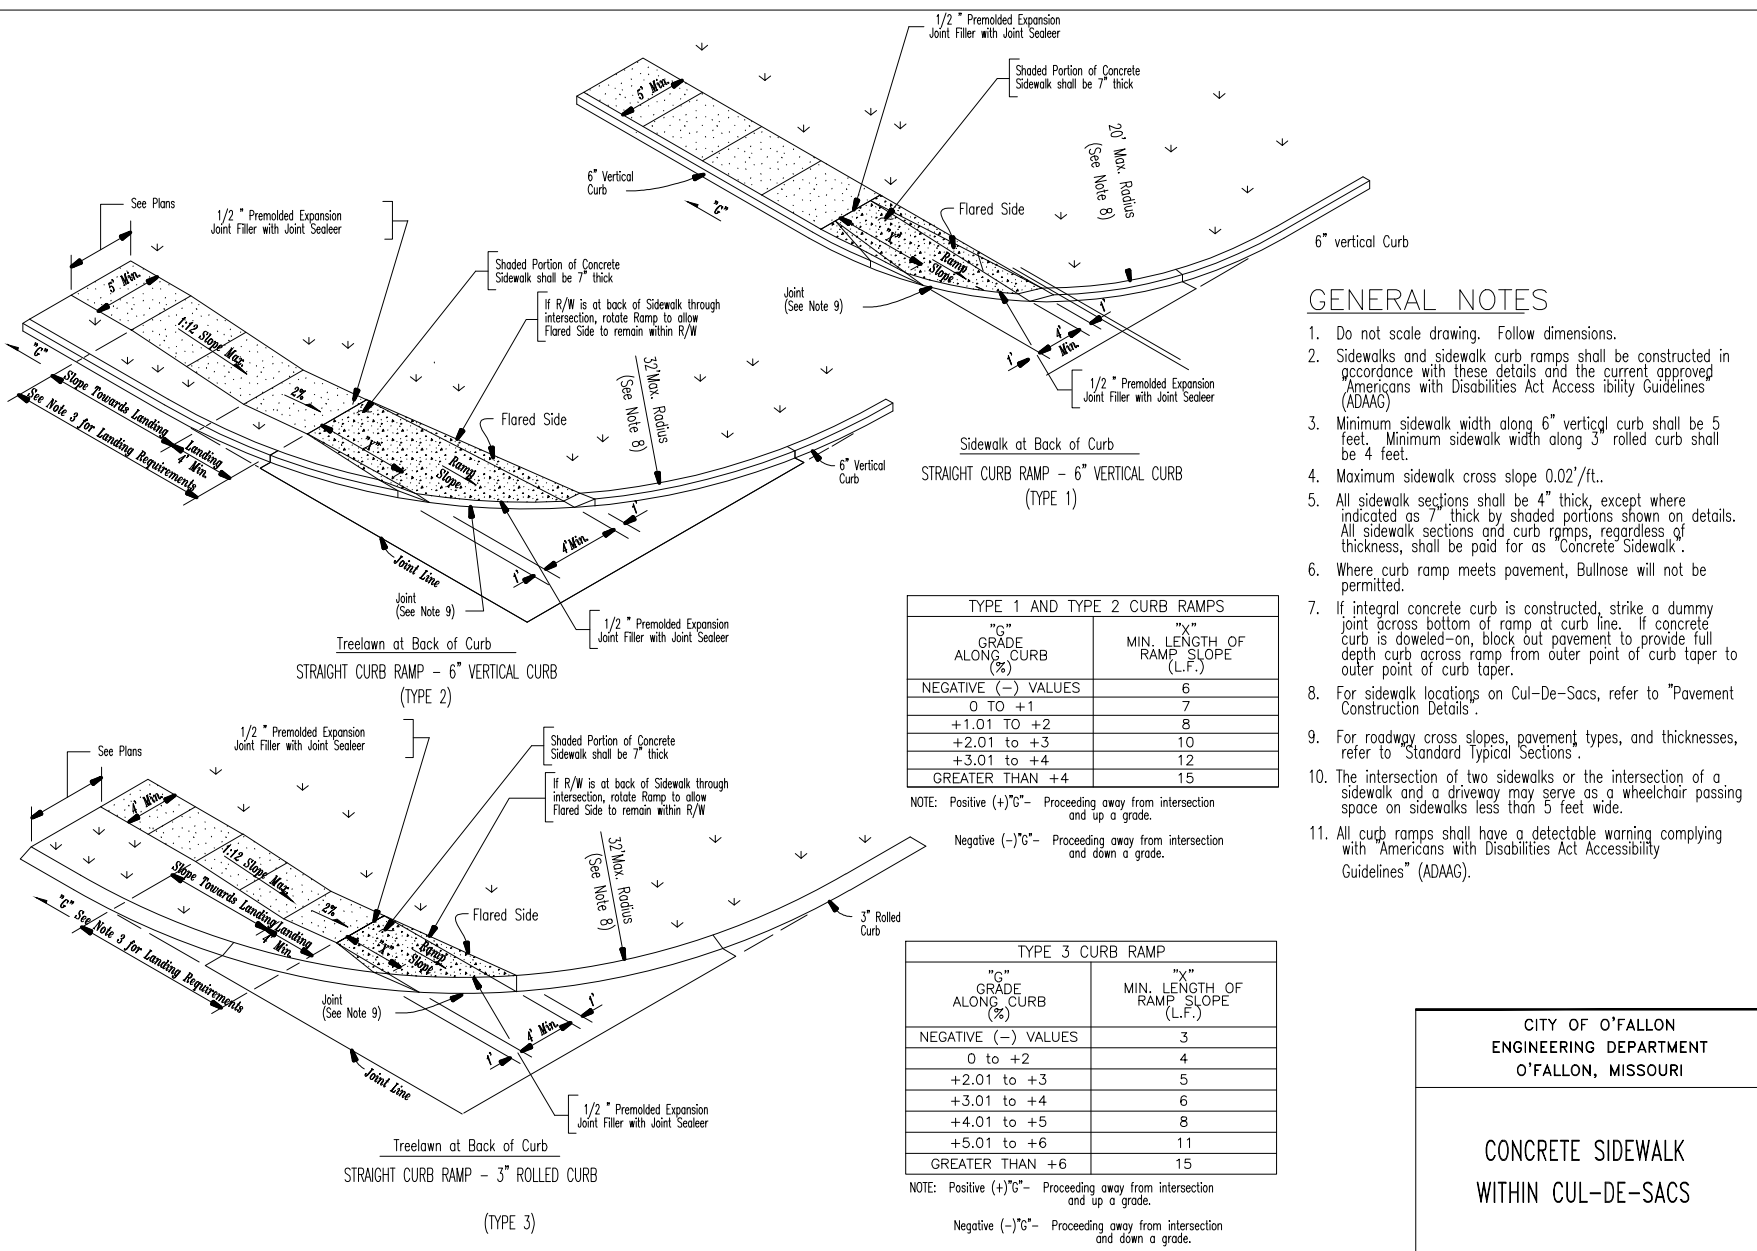 1/2 " Premolded Expansion
Joint Filler with Joint Sealeer
Shaded Portion of Concrete
Sidewalk shall be 7" thick
5' Min.
20' Max. Radius
(See Note 8)
6" Vertical
Curb
"G"
Flared Side
"X"
Ramp
Slope
6" vertical Curb
Joint
(See Note 9)
1'
4'
Min.
1'
1/2 " Premolded Expansion
Joint Filler with Joint Sealeer
Sidewalk at Back of Curb
STRAIGHT CURB RAMP - 6" VERTICAL CURB
(TYPE 1)
See Plans
1/2 " Premolded Expansion
Joint Filler with Joint Sealeer
Shaded Portion of Concrete
Sidewalk shall be 7" thick
If R/W is at back of Sidewalk through
intersection, rotate Ramp to allow
Flared Side to remain within R/W
5' Min.
1:12 Slope Max.
"G"
2%
Slope Towards Landing
Landing
4' Min.
See Note 3 for Landing Requirements
32'Max. Radius
(See Note 8)
Flared Side
"X"
Ramp
Slope
6" Vertical
Curb
1'
4'Min.
1'
Joint Line
Joint
(See Note 9)
1/2 " Premolded Expansion
Joint Filler with Joint Sealeer
Treelawn at Back of Curb
STRAIGHT CURB RAMP - 6" VERTICAL CURB
(TYPE 2)
See Plans
1/2 " Premolded Expansion
Joint Filler with Joint Sealeer
Shaded Portion of Concrete
Sidewalk shall be 7" thick
If R/W is at back of Sidewalk through
intersection, rotate Ramp to allow
Flared Side to remain within R/W
4' Min.
1:12 Slope Max.
Slope Towards Landing
Landing
4'
Min.
2%
"G"
See Note 3 for Landing Requirements
32'Max. Radius
(See Note 8)
Flared Side
"X"
Ramp
Slope
3" Rolled
Curb
Joint
(See Note 9)
1'
4' Min.
1'
Joint Line
1/2 " Premolded Expansion
Joint Filler with Joint Sealeer
Treelawn at Back of Curb
STRAIGHT CURB RAMP - 3" ROLLED CURB
(TYPE 3)
TYPE 1 AND TYPE 2 CURB RAMPS
"G" GRADE ALONG CURB (%) "X" MIN. LENGTH OF RAMP SLOPE (L.F.)
NEGATIVE (-) VALUES 6
0 TO +1 7
+1.01 TO +2 8
+2.01 to +3 10
+3.01 to +4 12
GREATER THAN +4 15
NOTE: Positive (+)"G"- Proceeding away from intersection
and up a grade.
Negative (-)"G"- Proceeding away from intersection
and down a grade.
TYPE 3 CURB RAMP
"G" GRADE ALONG CURB (%) "X" MIN. LENGTH OF RAMP SLOPE (L.F.)
NEGATIVE (-) VALUES 3
0 to +2 4
+2.01 to +3 5
+3.01 to +4 6
+4.01 to +5 8
+5.01 to +6 11
GREATER THAN +6 15
NOTE: Positive (+)"G"- Proceeding away from intersection
and up a grade.
Negative (-)"G"- Proceeding away from intersection
and down a grade.
GENERAL NOTES
1. Do not scale drawing. Follow dimensions.
2. Sidewalks and sidewalk curb ramps shall be constructed in
accordance with these details and the current approved
"Americans with Disabilities Act Access ibility Guidelines"
(ADAAG)
3. Minimum sidewalk width along 6" vertical curb shall be 5
feet. Minimum sidewalk width along 3" rolled curb shall
be 4 feet.
4. Maximum sidewalk cross slope 0.02'/ft..
5. All sidewalk sections shall be 4" thick, except where
indicated as 7" thick by shaded portions shown on details.
All sidewalk sections and curb ramps, regardless of
thickness, shall be paid for as "Concrete Sidewalk".
6. Where curb ramp meets pavement, Bullnose will not be
permitted.
7. If integral concrete curb is constructed, strike a dummy
joint across bottom of ramp at curb line. If concrete
curb is doweled-on, block out pavement to provide full
depth curb across ramp from outer point of curb taper to
outer point of curb taper.
8. For sidewalk locations on Cul-De-Sacs, refer to "Pavement
Construction Details".
9. For roadway cross slopes, pavement types, and thicknesses,
refer to "Standard Typical Sections".
10. The intersection of two sidewalks or the intersection of a
sidewalk and a driveway may serve as a wheelchair passing
space on sidewalks less than 5 feet wide.
11. All curb ramps shall have a detectable warning complying
with "Americans with Disabilities Act Accessibility
Guidelines" (ADAAG).
CITY OF O'FALLON
ENGINEERING DEPARTMENT
O'FALLON, MISSOURI
CONCRETE SIDEWALK
WITHIN CUL-DE-SACS